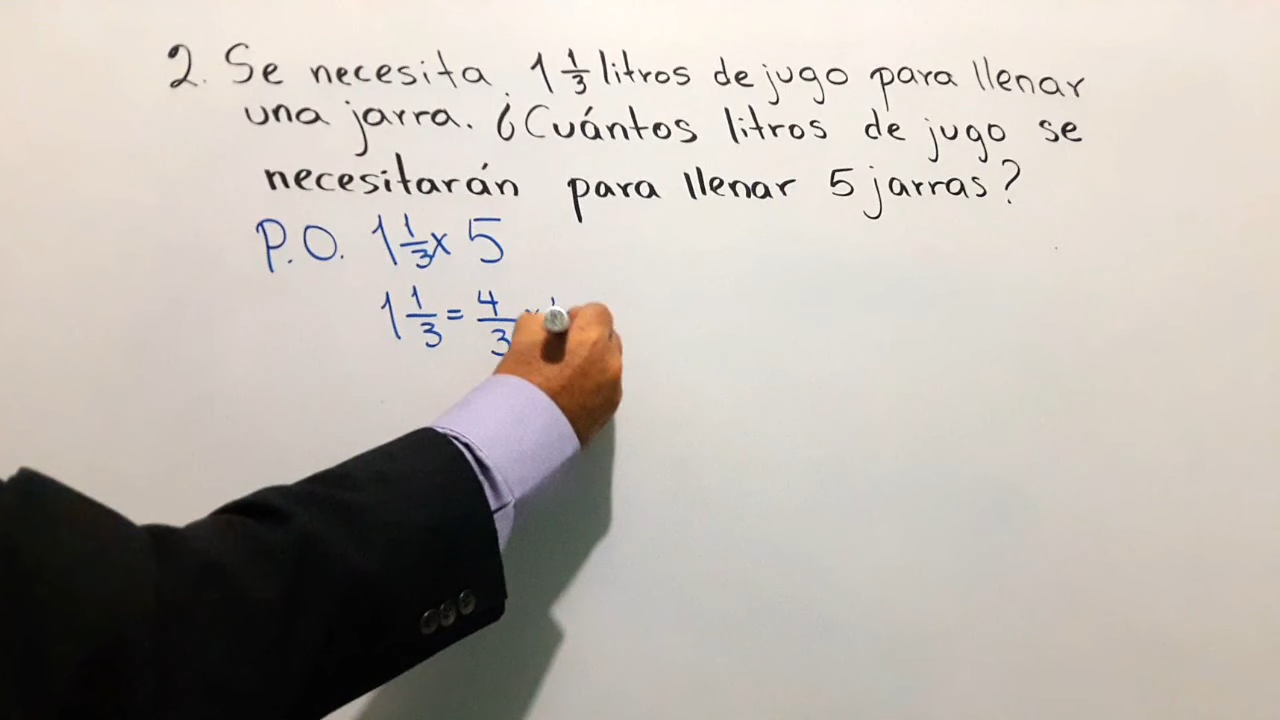 2. Se necesita 1 1/3 litros de jugo para llenar
una jarra. ¿Cuántos litros de jugo se
necesitarán para llenar 5 jarras?
P.O. 1 1/3 x 5
1 1/3 = 4/3 x